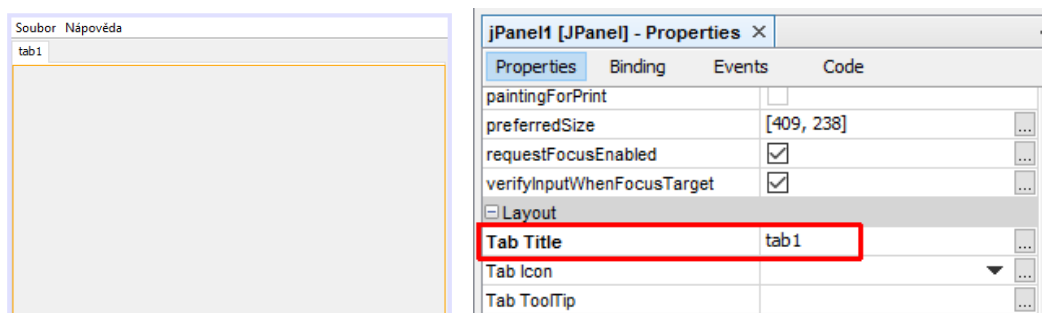 Soubor Nápověda
tab1
jPanel1 [JPanel] - Properties ×
Properties Binding Events Code
paintingForPrint
preferredSize [409, 238] ...
requestFocusEnabled ...
verifyInputWhenFocusTarget ...
Layout
Tab Title tab1 ...
Tab Icon ...
Tab ToolTip ...